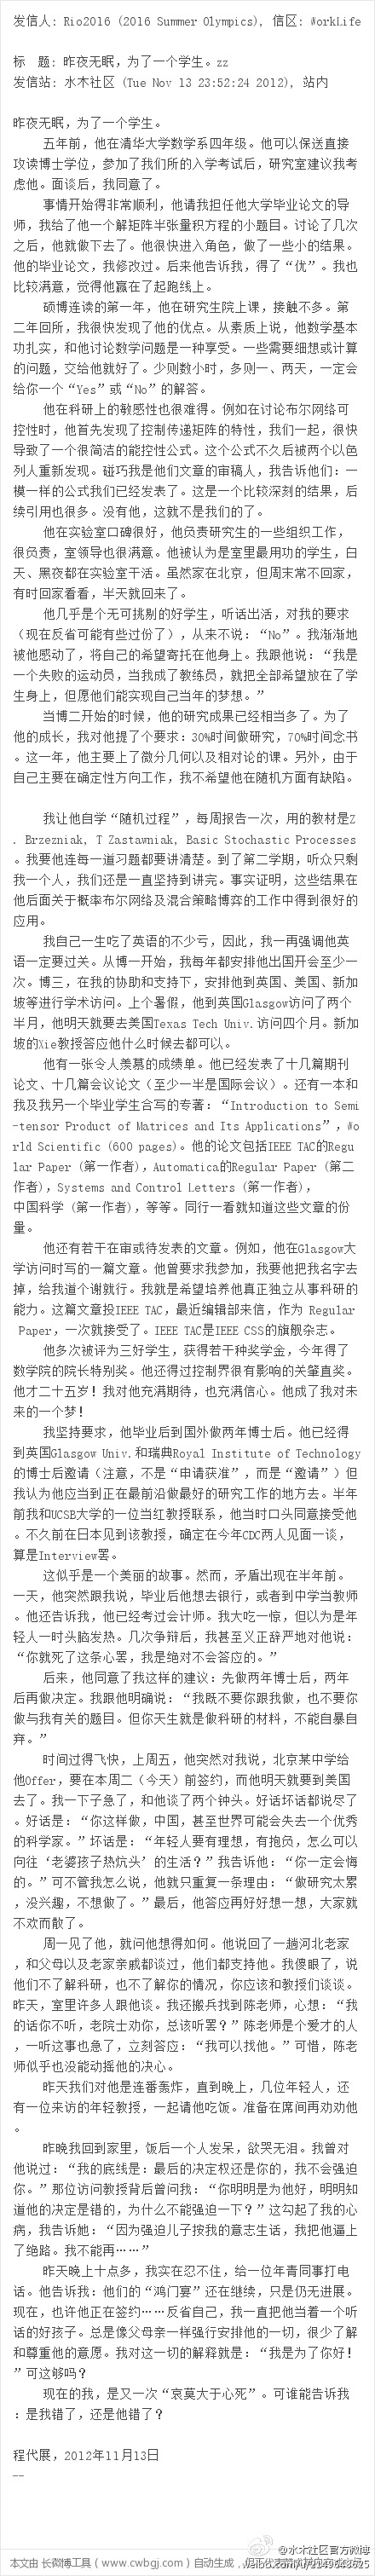 发信人: Rio2016 (2016 Summer Olympics), 信区: WorkLife
标  题: 昨夜无眠，为了一个学生。zz
发信站: 水木社区 (Tue Nov 13 23:52:24 2012), 站内
昨夜无眠，为了一个学生。
五年前，他在清华大学数学系四年级。他可以保送直接
攻读博士学位，参加了我们所的入学考试后，研究室建议我考
虑他。面谈后，我同意了。
事情开始得非常顺利，他请我担任他大学毕业论文的导
师，我给了他一个解矩阵半张量积方程的小题目。讨论了几次
之后，他就做下去了。他很快进入角色，做了一些小的结果。
他的毕业论文，我修改过。后来他告诉我，得了“优”。我也
比较满意，觉得他赢在了起跑线上。
硕博连读的第一年，他在研究生院上课，接触不多。第
二年回所，我很快发现了他的优点。从素质上说，他数学基本
功扎实，和他讨论数学问题是一种享受。一些需要细想或计算
的问题，交给他就好了。少则数小时，多则一、两天，一定会
给你一个“Yes”或“No”的解答。
他在科研上的敏感性也很难得。例如在讨论布尔网络可
控性时，他首先发现了控制传递矩阵的特性，我们一起，很快
导致了一个很简洁的能控性公式。这个公式不久后被两个以色
列人重新发现。碰巧我是他们文章的审稿人，我告诉他们：一
模一样的公式我们已经发表了。这是一个比较深刻的结果，后
续引用也很多。没有他，这就不是我们的了。
他在实验室口碑很好，他负责研究生的一些组织工作，
很负责，室领导也很满意。他被认为是室里最用功的学生，白
天、黑夜都在实验室干活。虽然家在北京，但周末常不回家，
有时回家看看，半天就回来了。
他几乎是个无可挑剔的好学生，听话出活，对我的要求
（现在反省可能有些过份了），从来不说：“No”。我渐渐地
被他感动了，将自己的希望寄托在他身上。我跟他说：“我是
一个失败的运动员，当我成了教练员，就把全部希望放在了学
生身上，但愿他们能实现自己当年的梦想。”
当博二开始的时候，他的研究成果已经相当多了。为了
他的成长，我对他提了个要求：30%时间做研究，70%时间念书
。这一年，他主要上了微分几何以及相对论的课。另外，由于
自己主要在确定性方向工作，我不希望他在随机方面有缺陷。
我让他自学“随机过程”，每周报告一次，用的教材是Z
. Brzezniak, T Zastawniak, Basic Stochastic Processes
。我要他连每一道习题都要讲清楚。到了第二学期，听众只剩
我一个人，我们还是一直坚持到讲完。事实证明，这些结果在
他后面关于概率布尔网络及混合策略博弈的工作中得到很好的
应用。
我自己一生吃了英语的不少亏，因此，我一再强调他英
语一定要过关。从博一开始，我每年都安排他出国开会至少一
次。博三，在我的协助和支持下，安排他到英国、美国、新加
坡等进行学术访问。上个暑假，他到英国Glasgow访问了两个
半月，他明天就要去美国Texas Tech Univ.访问四个月。新加
坡的Xie教授答应他什么时候去都可以。
他有一张令人羡慕的成绩单。他已经发表了十几篇期刊
论文、十几篇会议论文（至少一半是国际会议）。还有一本和
我及我另一个毕业学生合写的专著：“Introduction to Semi
-tensor Product of Matrices and Its Applications”，Wo
rld Scientific (600 pages)。他的论文包括IEEE TAC的Regu
lar Paper (第一作者)，Automatica的Regular Paper (第二
作者)，Systems and Control Letters (第一作者)，
中国科学 (第一作者)，等等。同行一看就知道这些文章的份
量。
他还有若干在审或待发表的文章。例如，他在Glasgow大
学访问时写的一篇文章。他曾要求我参加，我要他把我名字去
掉，给我道个谢就行。我就是希望培养他真正独立从事科研的
能力。这篇文章投IEEE TAC，最近编辑部来信，作为 Regular
Paper，一次就接受了。IEEE TAC是IEEE CSS的旗舰杂志。
他多次被评为三好学生，获得若干种奖学金，今年得了
数学院的院长特别奖。他还得过控制界很有影响的关肇直奖。
他才二十五岁！我对他充满期待，也充满信心。他成了我对未
来的一个梦！
我坚持要求，他毕业后到国外做两年博士后。他已经得
到英国Glasgow Univ.和瑞典Royal Institute of Technology
的博士后邀请（注意，不是“申请获准”，而是“邀请”）但
我认为他应当到正在最前沿做最好的研究工作的地方去。半年
前我和UCSB大学的一位当红教授联系，他当时口头同意接受他
。不久前在日本见到该教授，确定在今年CDC两人见面一谈，
算是Interview罢。
这似乎是一个美丽的故事。然而，矛盾出现在半年前。
一天，他突然跟我说，毕业后他想去银行，或者到中学当教师
。他还告诉我，他已经考过会计师。我大吃一惊，但以为是年
轻人一时头脑发热。几次争辩后，我甚至义正辞严地对他说：
“你就死了这条心罢，我是绝对不会答应的。”
后来，他同意了我这样的建议：先做两年博士后，两年
后再做决定。我跟他明确说：“我既不要你跟我做，也不要你
做与我有关的题目。但你天生就是做科研的材料，不能自暴自
弃。”
时间过得飞快，上周五，他突然对我说，北京某中学给
他Offer，要在本周二（今天）前签约，而他明天就要到美国
去了。我一下子急了，和他谈了两个钟头。好话坏话都说尽了
。好话是：“你这样做，中国，甚至世界可能会失去一个优秀
的科学家。”坏话是：“年轻人要有理想，有抱负，怎么可以
向往‘老婆孩子热炕头’的生活？”我告诉他：“你一定会悔
的。”可不管我怎么说，他就只重复一条理由：“做研究太累
，没兴趣，不想做了。”最后，他答应再好好想一想，大家就
不欢而散了。
周一见了他，就问他想得如何。他说回了一趟河北老家
，和父母以及老家亲戚都谈过，他们都支持他。我傻眼了，说
他们不了解科研，也不了解你的情况，你应该和教授们谈谈。
昨天，室里许多人跟他谈。我还搬兵找到陈老师，心想：“我
的话你不听，老院士劝你，总该听罢？”陈老师是个爱才的人
，一听这事也急了，立刻答应：“我可以找他。”可惜，陈老
师似乎也没能动摇他的决心。
昨天我们对他是连番轰炸，直到晚上，几位年轻人，还
有一位来访的年轻教授，一起请他吃饭。准备在席间再劝劝他
。
昨晚我回到家里，饭后一个人发呆，欲哭无泪。我曾对
他说过：“我的底线是：最后的决定权还是你的，我不会强迫
你。”那位访问教授背后曾问我：“你明明是为他好，明明知
道他的决定是错的，为什么不能强迫一下？”这勾起了我的心
病，我告诉她：“因为强迫儿子按我的意志生话，我把他逼上
了绝路。我不能再……”
昨天晚上十点多，我实在忍不住，给一位年青同事打电
话。他告诉我：他们的“鸿门宴”还在继续，只是仍无进展。
现在，也许他正在签约……反省自己，我一直把他当着一个听
话的好孩子。总是像父母亲一样强行安排他的一切，很少了解
和尊重他的意愿。我对这一切的解释就是：“我是为了你好！
”可这够吗？
现在的我，是又一次“哀莫大于心死”。可谁能告诉我
：是我错了，还是他错了？
程代展，2012年11月13日
--
@水木社区官方微博
本文由 长微博工具（www.cwbgj.com）自动生成